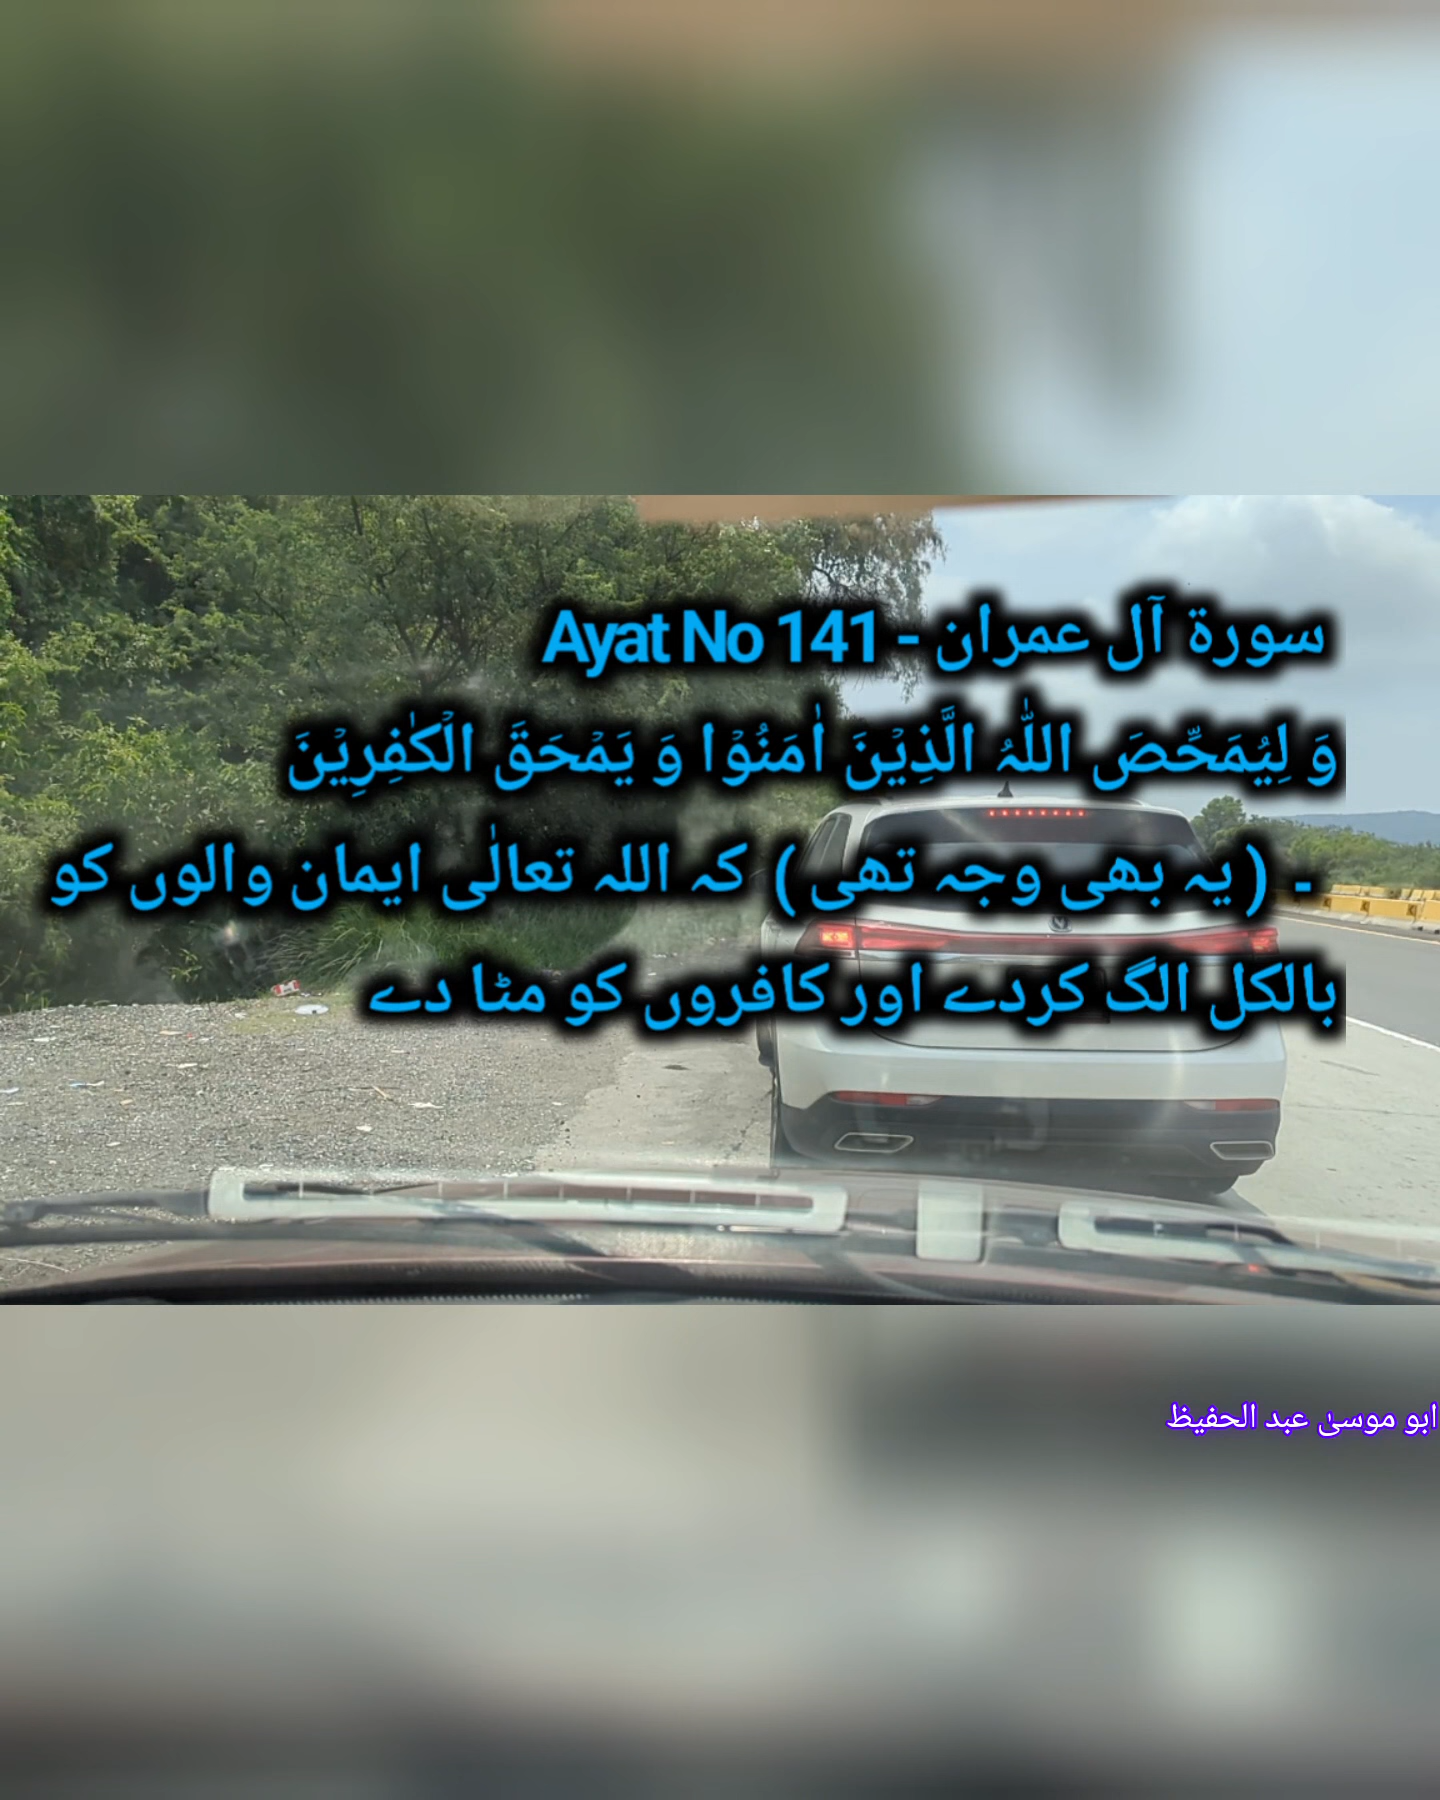 سورة آل عمران - Ayat No 141
وَ لِیُمَحِّصَ اللّٰہُ الَّذِیۡنَ اٰمَنُوۡا وَ یَمۡحَقَ الۡکٰفِرِیۡنَ
۔ (یہ بھی وجہ تھی) کہ اللہ تعالٰی ایمان والوں کو
بالکل الگ کردے اور کافروں کو مٹا دے
ابو موسیٰ عبد الحفیظ